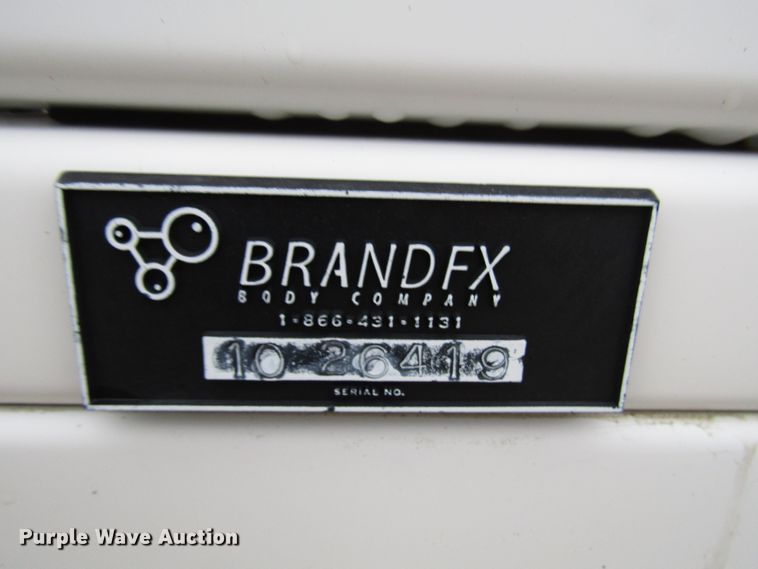 BRANDFX
BODY COMPANY
1-866-431-1131
10 26419
SERIAL NO.
Purple Wave Auction